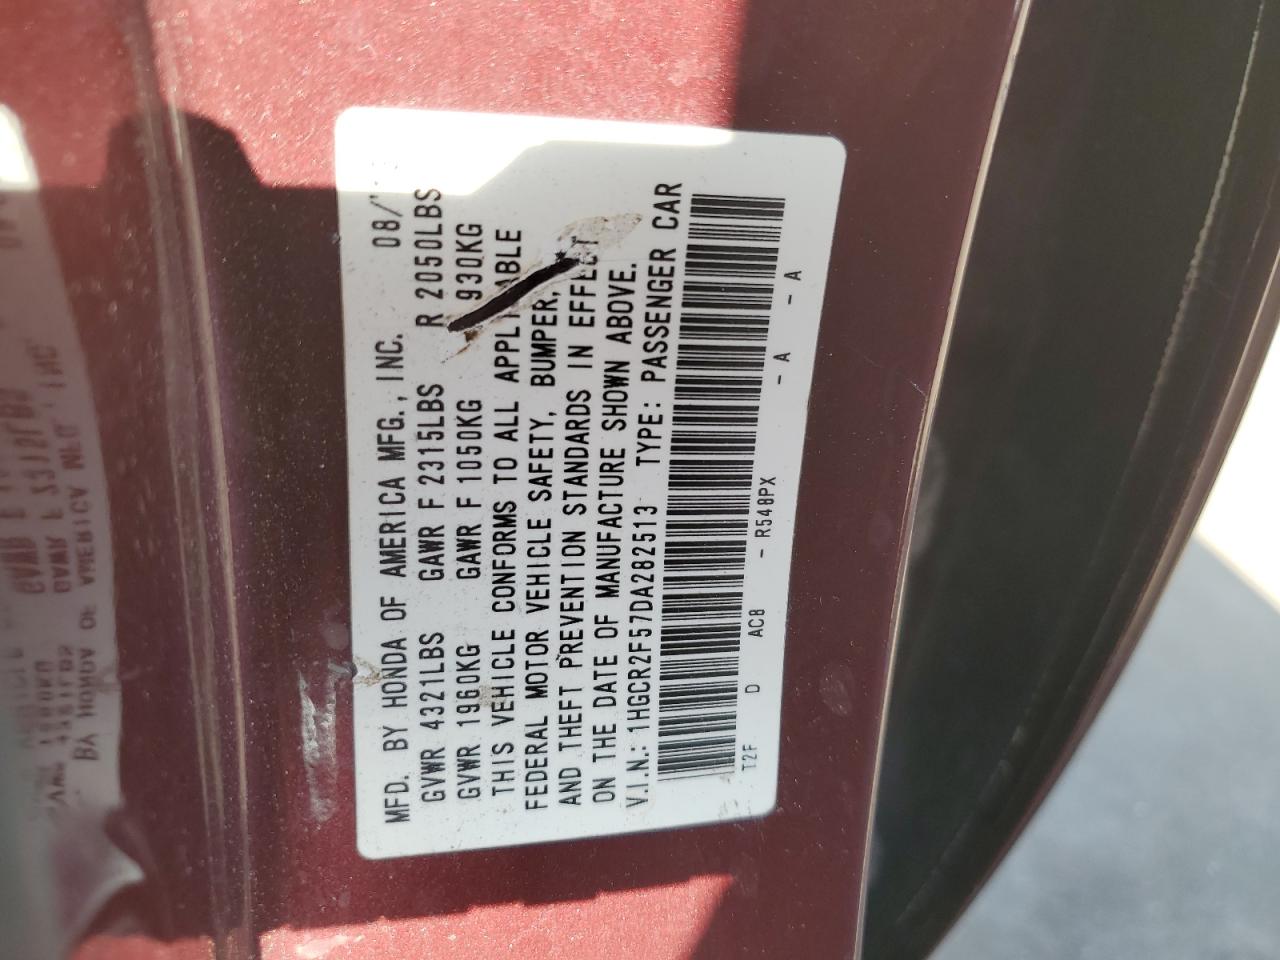 MFD. BY HONDA OF AMERICA MFG., INC. 08/
GVWR 4321LBS GAWR F 2315LBS R 2050LBS
GVWR 1960KG GAWR F 1050KG 930KG
THIS VEHICLE CONFORMS TO ALL
FEDERAL MOTOR VEHICLE SAFETY, BUMPER,
AND THEFT PREVENTION STANDARDS IN EFFECT
ON THE DATE OF MANUFACTURE SHOWN ABOVE.
V.I.N.: 1HGCR2F57DA282513 TYPE: PASSENGER CAR
T2F D AC8 - R548PX - A - A